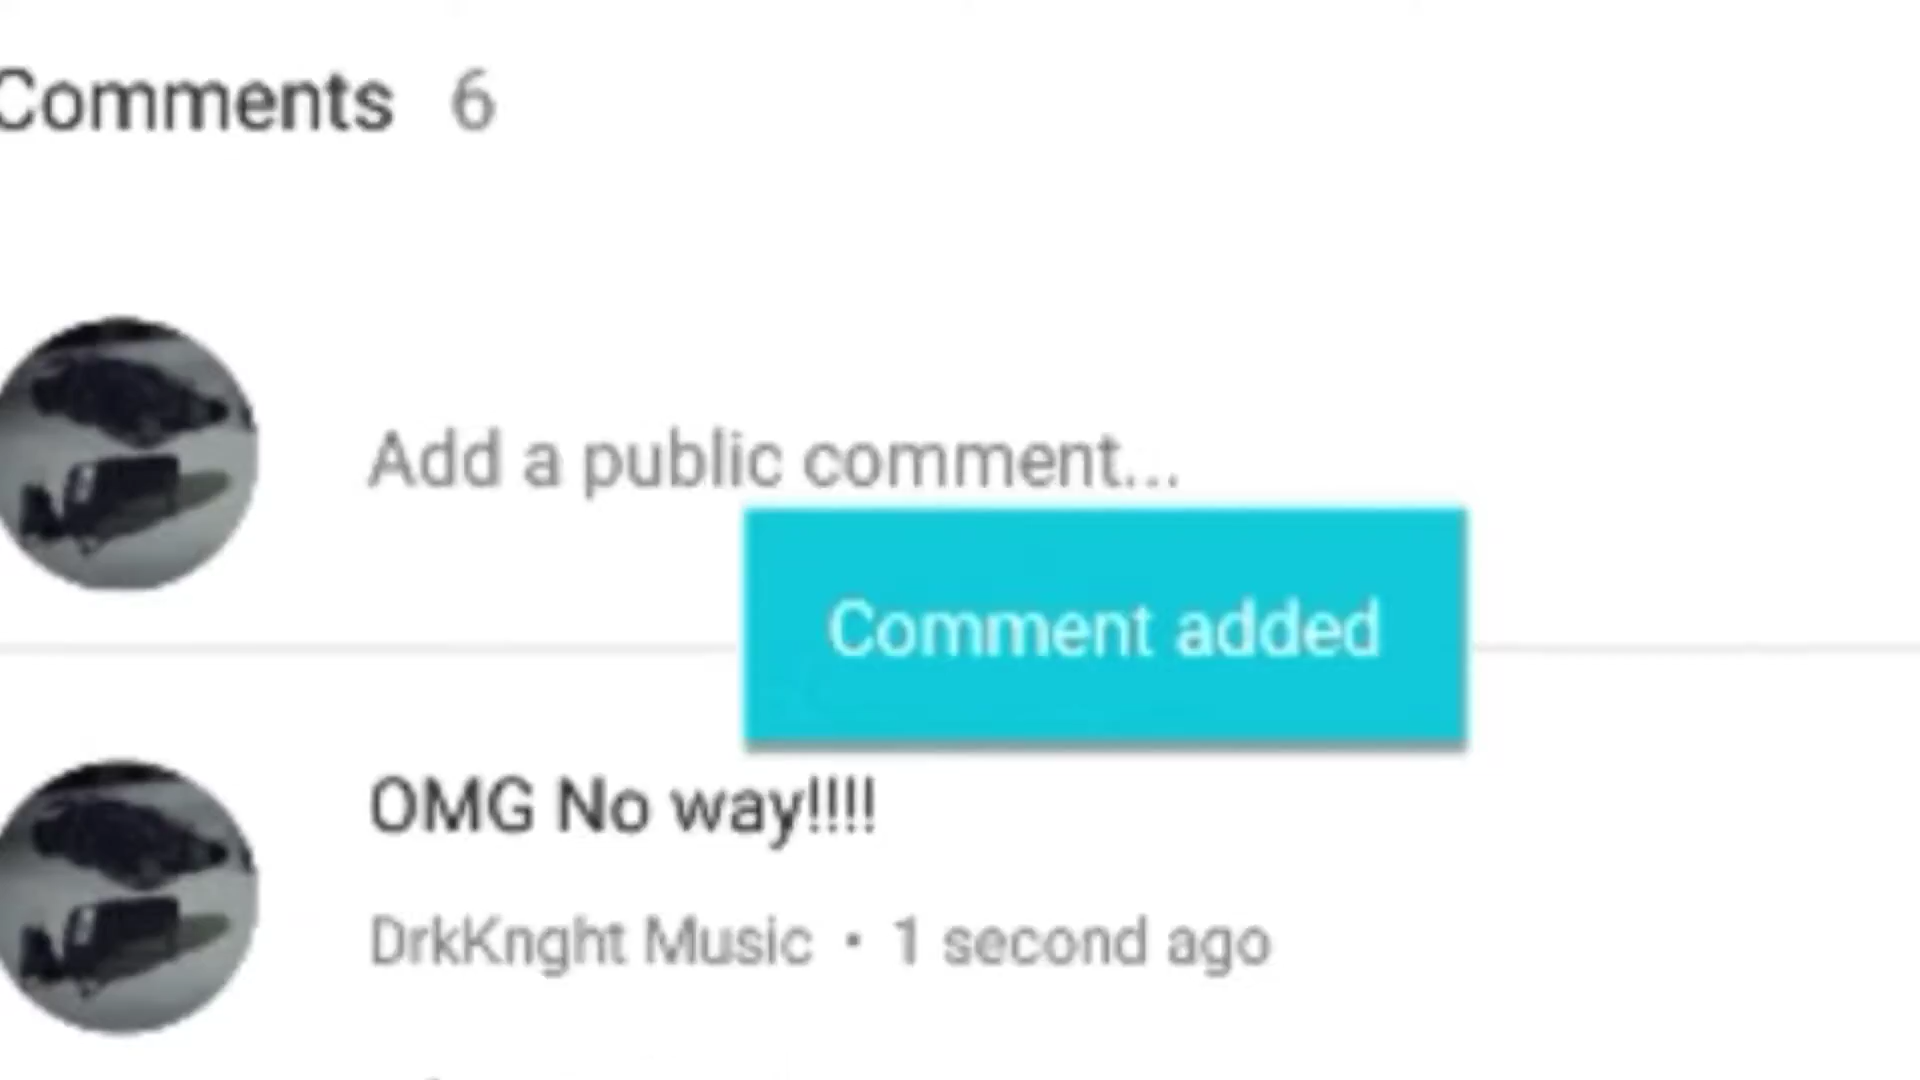 Comments 6
Add a public comment...
Comment added
OMG No way!!!!
DrkKnght Music • 1 second ago